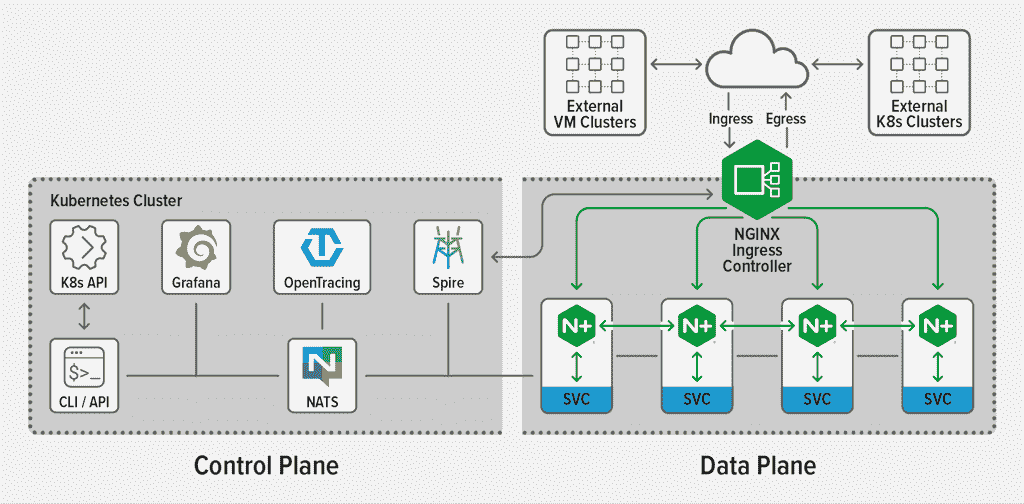 External
VM Clusters
External
K8s Clusters
Ingress
Egress
Kubernetes Cluster
K8s API
Grafana
OpenTracing
Spire
NGINX
Ingress
Controller
$>_
CLI / API
N
NATS
N+
N+
N+
N+
SVC
SVC
SVC
SVC
Control Plane
Data Plane